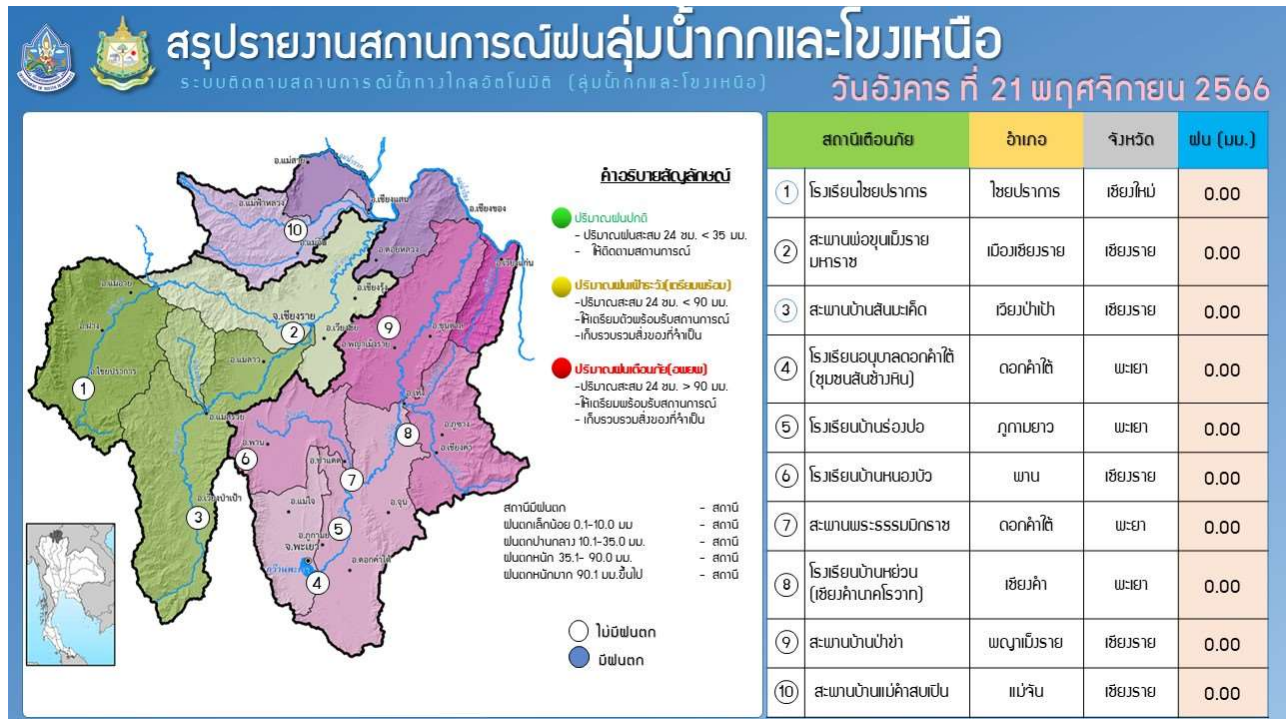 สรุปรายงานสถานการณ์ฝนลุ่มน้ำกกและโขงเหนือ
ระบบติดตามสถานการณ์น้ำทางไกลอัตโนมัติ (ลุ่มน้ำกกและโขงเหนือ)
วันอังคาร ที่ 21 พฤศจิกายน 2566
อ.แม่สาย
อ.แม่ฟ้าหลวง
อ.เชียงแสน
อ.เชียงของ
10
อ.ดอยหลวง
อ.แม่อาย
อ.เชียงรุ้ง
จ.เชียงราย
2
9
อ.ฝาง
อ.แม่ลาว
อ.พญาเม็งราย
อ.ขุนตาล
อ.ไชยปราการ
1
อ.เทิง
อ.แม่สรวย
8
อ.ภูซาง
อ.เชียงคำ
อ.พาน
6
อ.ป่าแดด
7
อ.เวียงป่าเป้า
3
อ.แม่ใจ
อ.จุน
5
จ.พะเยา
อ.ดอกคำใต้
4
คำอธิบายสัญลักษณ์
ปริมาณฝนปกติ
- ปริมาณฝนสะสม 24 ชม. < 35 มม.
- ให้ติดตามสถานการณ์
ปริมาณฝนเฝ้าระวัง(เตรียมพร้อม)
-ปริมาณสะสม 24 ชม. < 90 มม.
-ให้เตรียมตัวพร้อมรับสถานการณ์
-เก็บรวบรวมสิ่งของที่จำเป็น
ปริมาณฝนเตือนภัย(อพยพ)
-ปริมาณสะสม 24 ชม. > 90 มม.
-ให้เตรียมพร้อมรับสถานการณ์
- เก็บรวบรวมสิ่งของที่จำเป็น
สถานีมีฝนตก - สถานี
ฝนตกเล็กน้อย 0.1-10.0 มม - สถานี
ฝนตกปานกลาง 10.1-35.0 มม. - สถานี
ฝนตกหนัก 35.1- 90.0 มม. - สถานี
ฝนตกหนักมาก 90.1 มม.ขึ้นไป - สถานี
ไม่มีฝนตก
มีฝนตก
สถานีเตือนภัย อำเภอ จังหวัด ฝน (มม.)
1 โรงเรียนไชยปราการ ไชยปราการ เชียงใหม่ 0.00
2 สะพานพ่อขุนเม็งราย
มหาราช เมืองเชียงราย เชียงราย 0.00
3 สะพานบ้านสันมะเค็ด เวียงป่าเป้า เชียงราย 0.00
4 โรงเรียนอนุบาลดอกคำใต้
(ชุมชนสันช้างหิน) ดอกคำใต้ พะเยา 0.00
5 โรงเรียนบ้านร่องปอ ภูกามยาว พะเยา 0.00
6 โรงเรียนบ้านหนองบัว พาน เชียงราย 0.00
7 สะพานพระธรรมมิกราช ดอกคำใต้ พะเยา 0.00
8 โรงเรียนบ้านหย่วน
(เชียงคำนาคโรวาท) เชียงคำ พะเยา 0.00
9 สะพานบ้านป่าข่า พญาเม็งราย เชียงราย 0.00
10 สะพานบ้านแม่คำสบเปิน แม่จัน เชียงราย 0.00